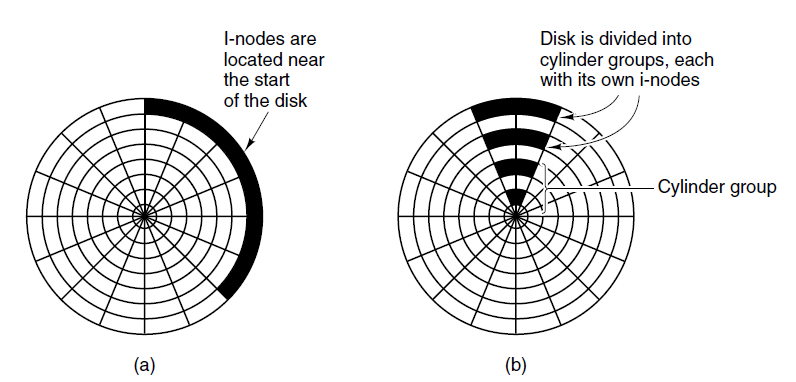 I-nodes are
located near
the start
of the disk
Disk is divided into
cylinder groups, each
with its own i-nodes
Cylinder group
(a)
(b)